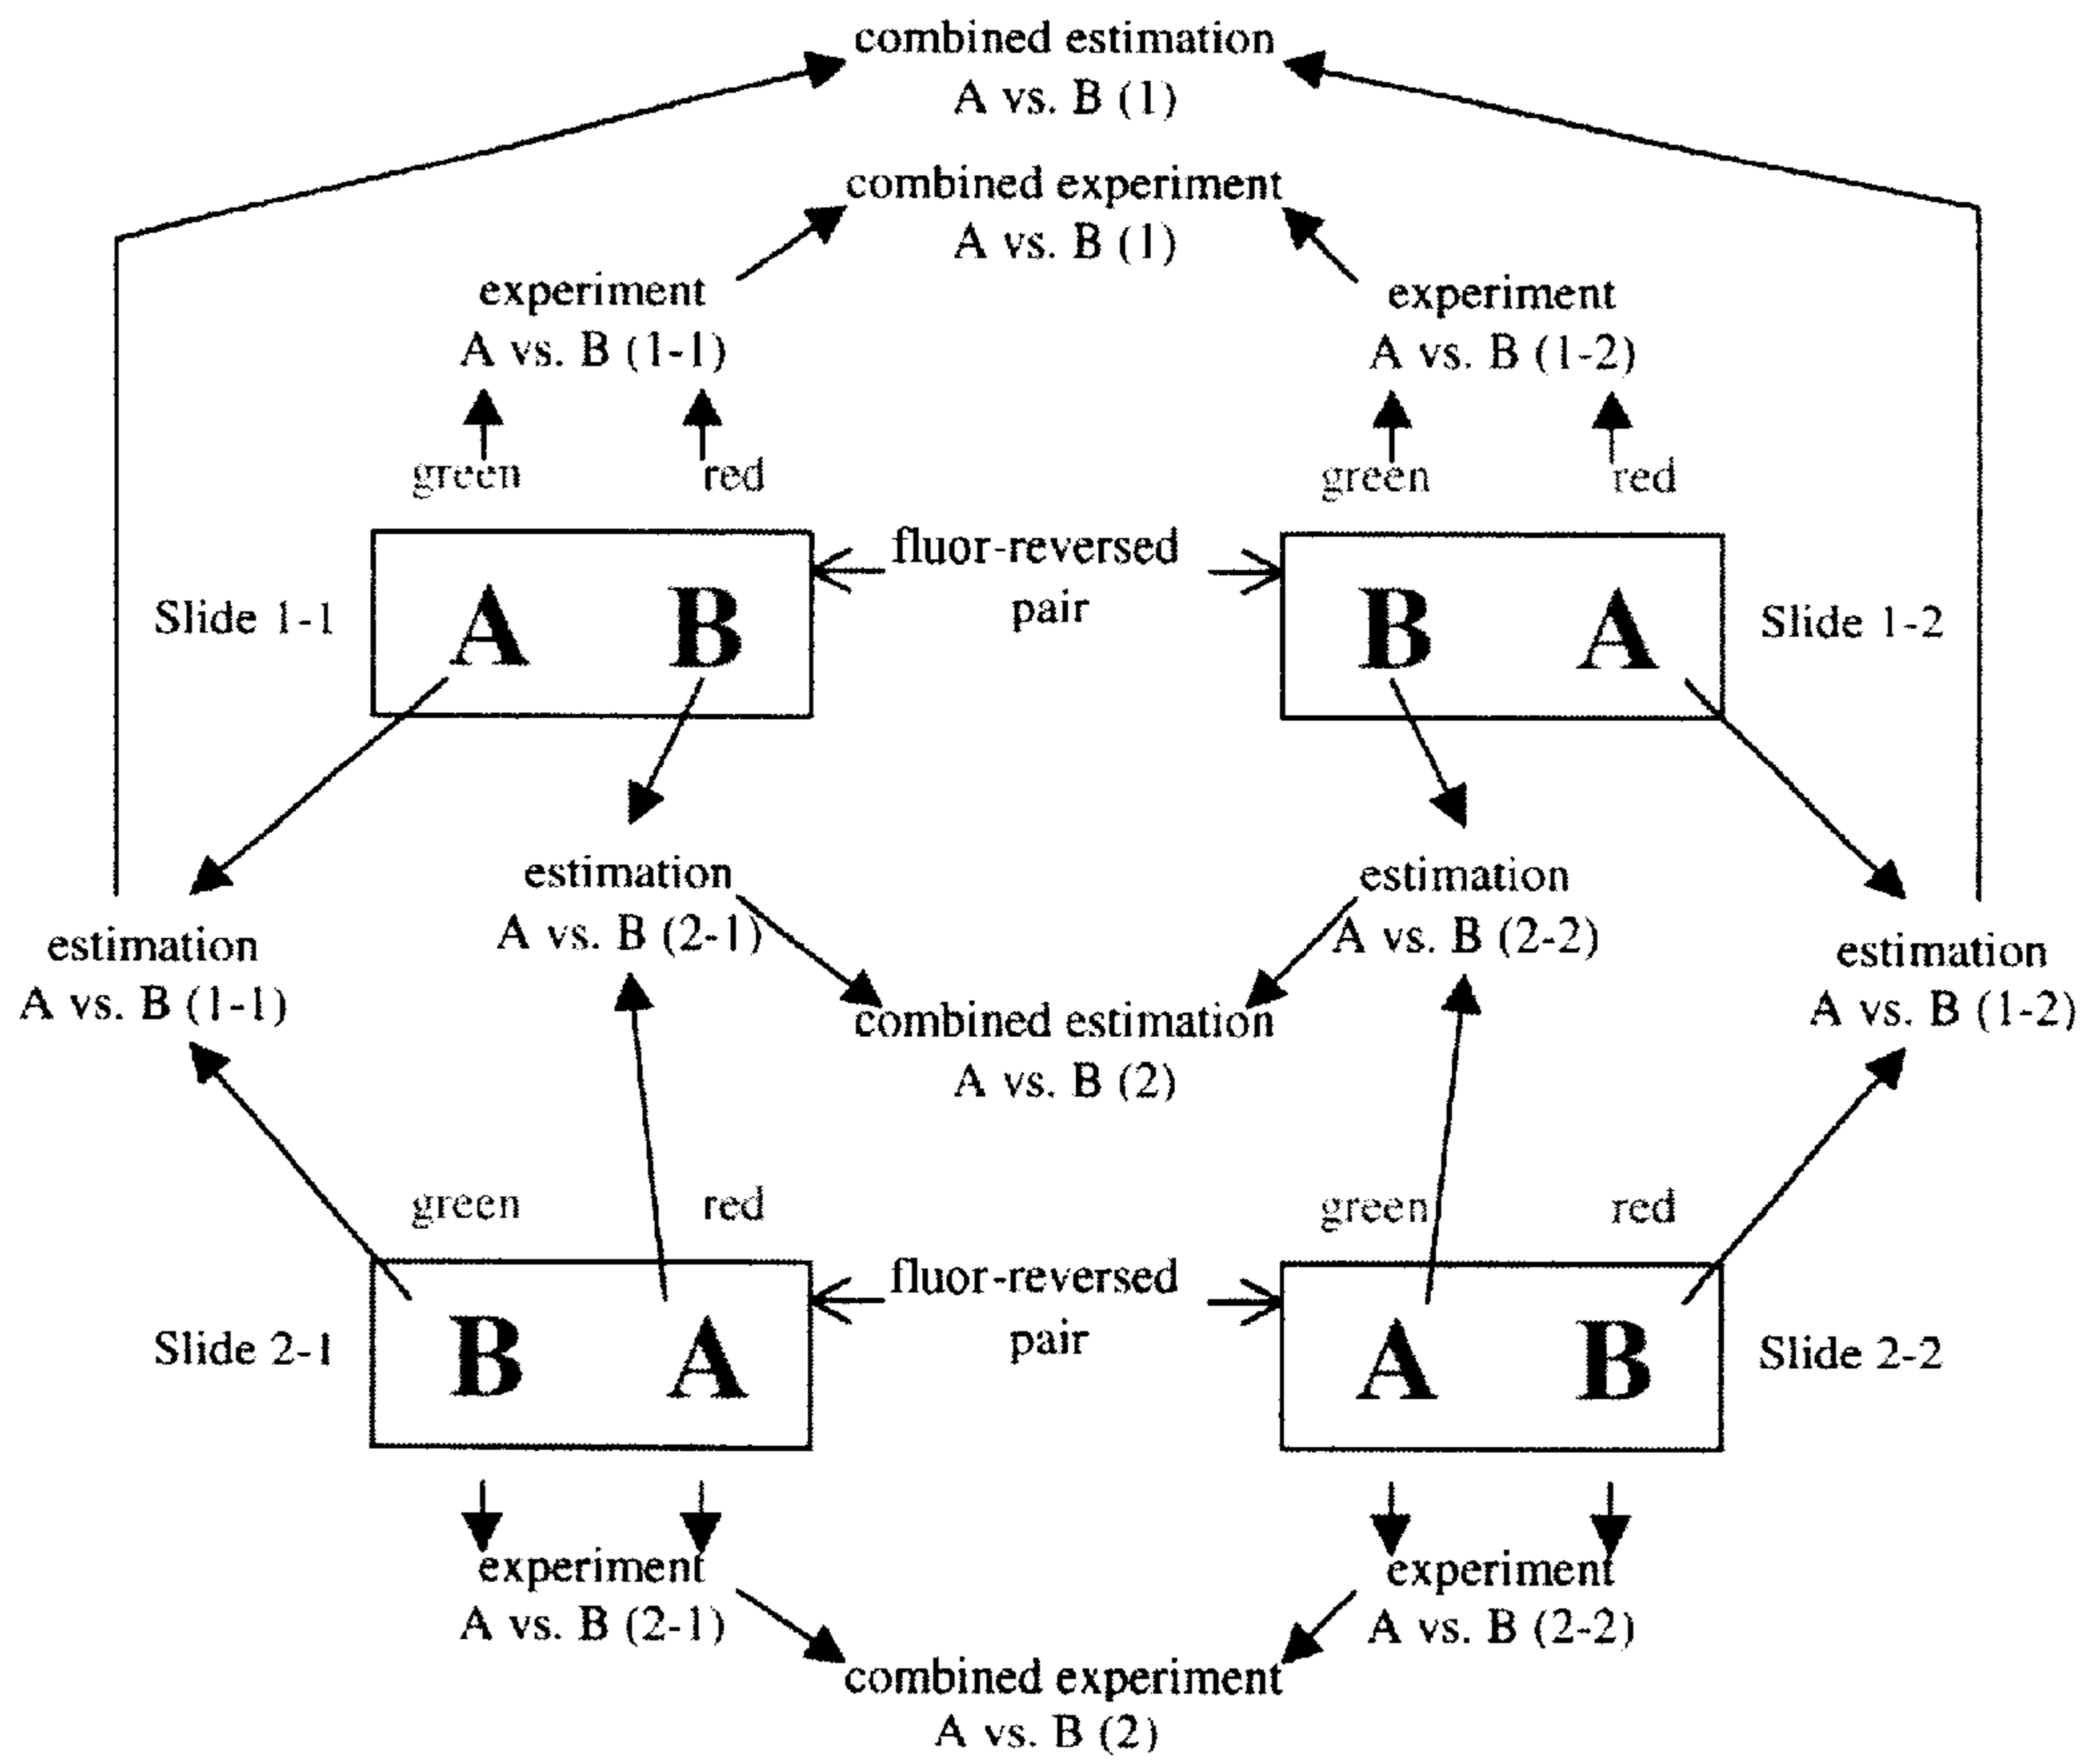 combined estimation
A vs. B (1)
combined experiment
A vs. B (1)
experiment
A vs. B (1-1)
experiment
A vs. B (1-2)
green
red
green
red
Slide 1-1
A B
fluor-reversed
pair
B A
Slide 1-2
estimation
A vs. B (1-1)
estimation
A vs. B (2-1)
estimation
A vs. B (2-2)
estimation
A vs. B (1-2)
combined estimation
A vs. B (2)
green
red
green
red
Slide 2-1
B A
fluor-reversed
pair
A B
Slide 2-2
experiment
A vs. B (2-1)
experiment
A vs. B (2-2)
combined experiment
A vs. B (2)